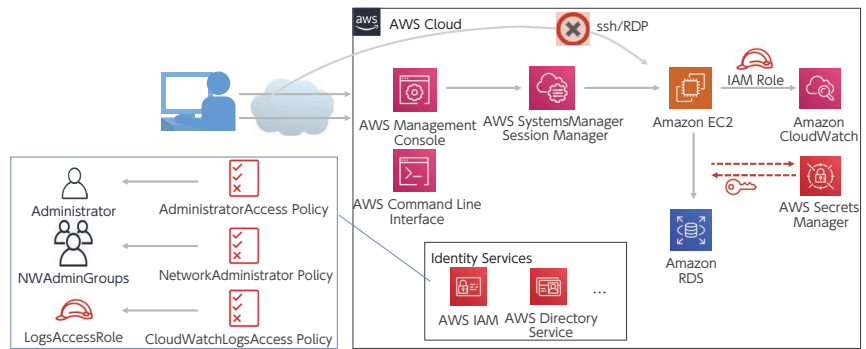 aws
AWS Cloud
ssh/RDP
IAM Role
AWS Management
Console
AWS SystemsManager
Session Manager
Amazon EC2
Amazon
CloudWatch
AWS Command Line
Interface
AWS Secrets
Manager
Amazon
RDS
Identity Services
AWS IAM
AWS Directory
Service
...
Administrator
AdministratorAccess Policy
NWAdminGroups
NetworkAdministrator Policy
LogsAccessRole
CloudWatchLogsAccess Policy